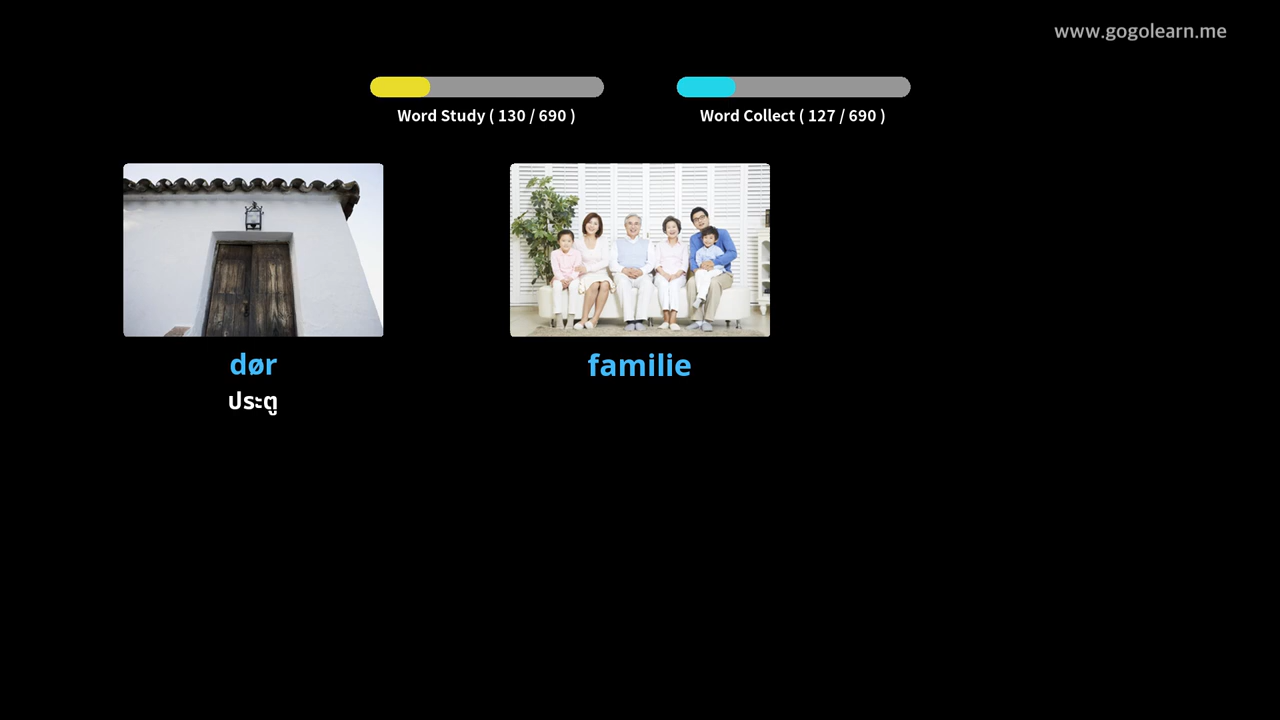 www.gogolearn.me
Word Study ( 130 / 690 )
Word Collect ( 127 / 690 )
dør
familie
ประตู